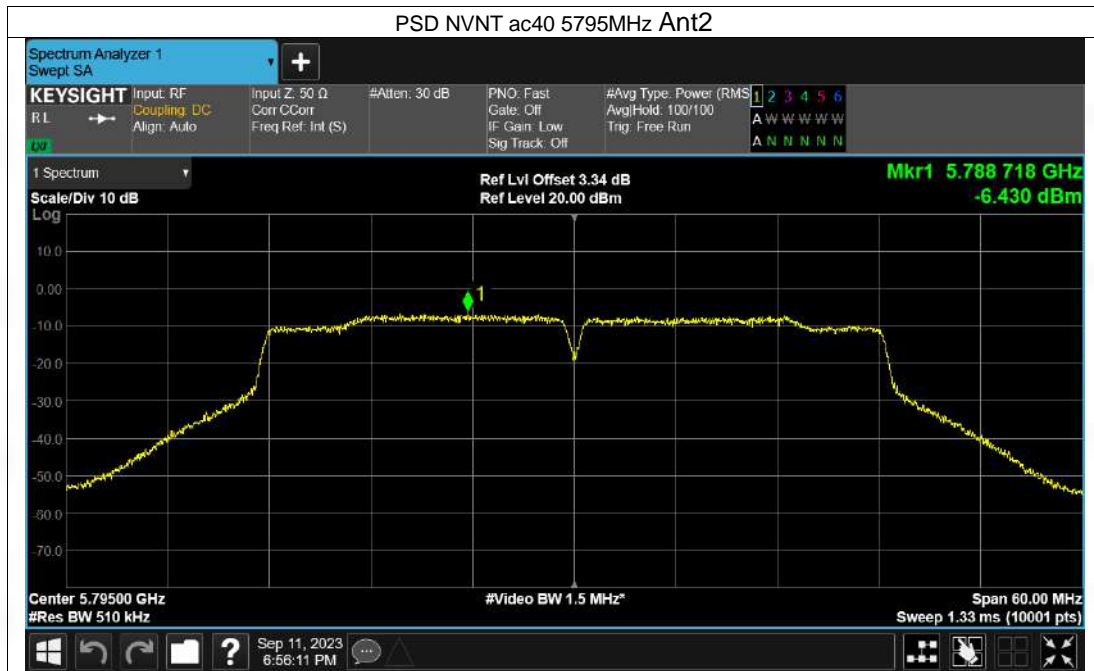 PSD NVNT ac40 5795MHz Ant2
Spectrum Analyzer 1
Swept SA
KEYSIGHT
RL
LXI
Input: RF
Coupling: DC
Align: Auto
Input Z: 50 Ω
Corr CCorr
Freq Ref: Int (S)
#Atten: 30 dB
PNO: Fast
Gate: Off
IF Gain: Low
Sig Track: Off
#Avg Type: Power (RMS
Avg|Hold: 100/100
Trig: Free Run
1 2 3 4 5 6
A W W W W W
A N N N N N
1 Spectrum
Scale/Div 10 dB
Log
Ref Lvl Offset 3.34 dB
Ref Level 20.00 dBm
Mkr1 5.788 718 GHz
-6.430 dBm
10.0
0.00
-10.0
-20.0
-30.0
-40.0
-50.0
-60.0
-70.0
1
Center 5.79500 GHz
#Res BW 510 kHz
#Video BW 1.5 MHz*
Span 60.00 MHz
Sweep 1.33 ms (10001 pts)
?
Sep 11, 2023
6:56:11 PM